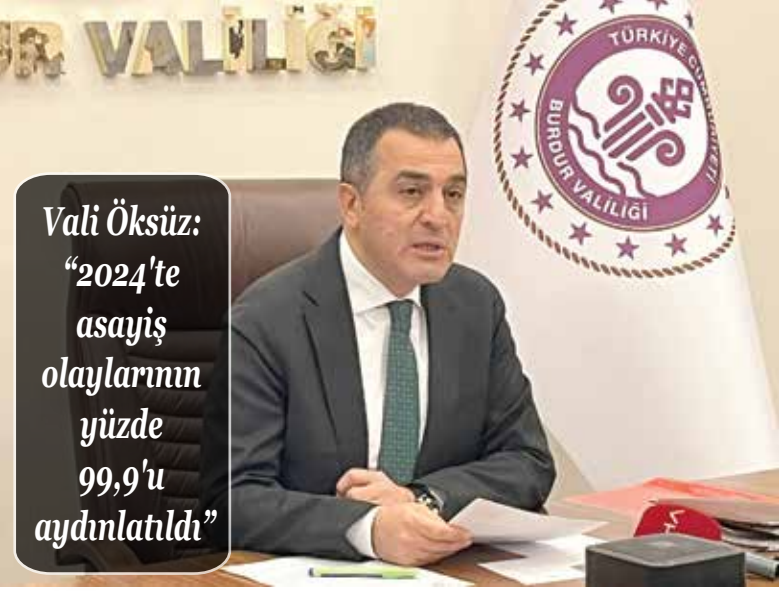 UR VALİLİĞİ
TÜRKİYE CUMHURİYETİ
BURDUR VALİLİĞİ
Vali Öksüz:
“2024'te
asayiş
olaylarının
yüzde
99,9'u
aydınlatıldı”